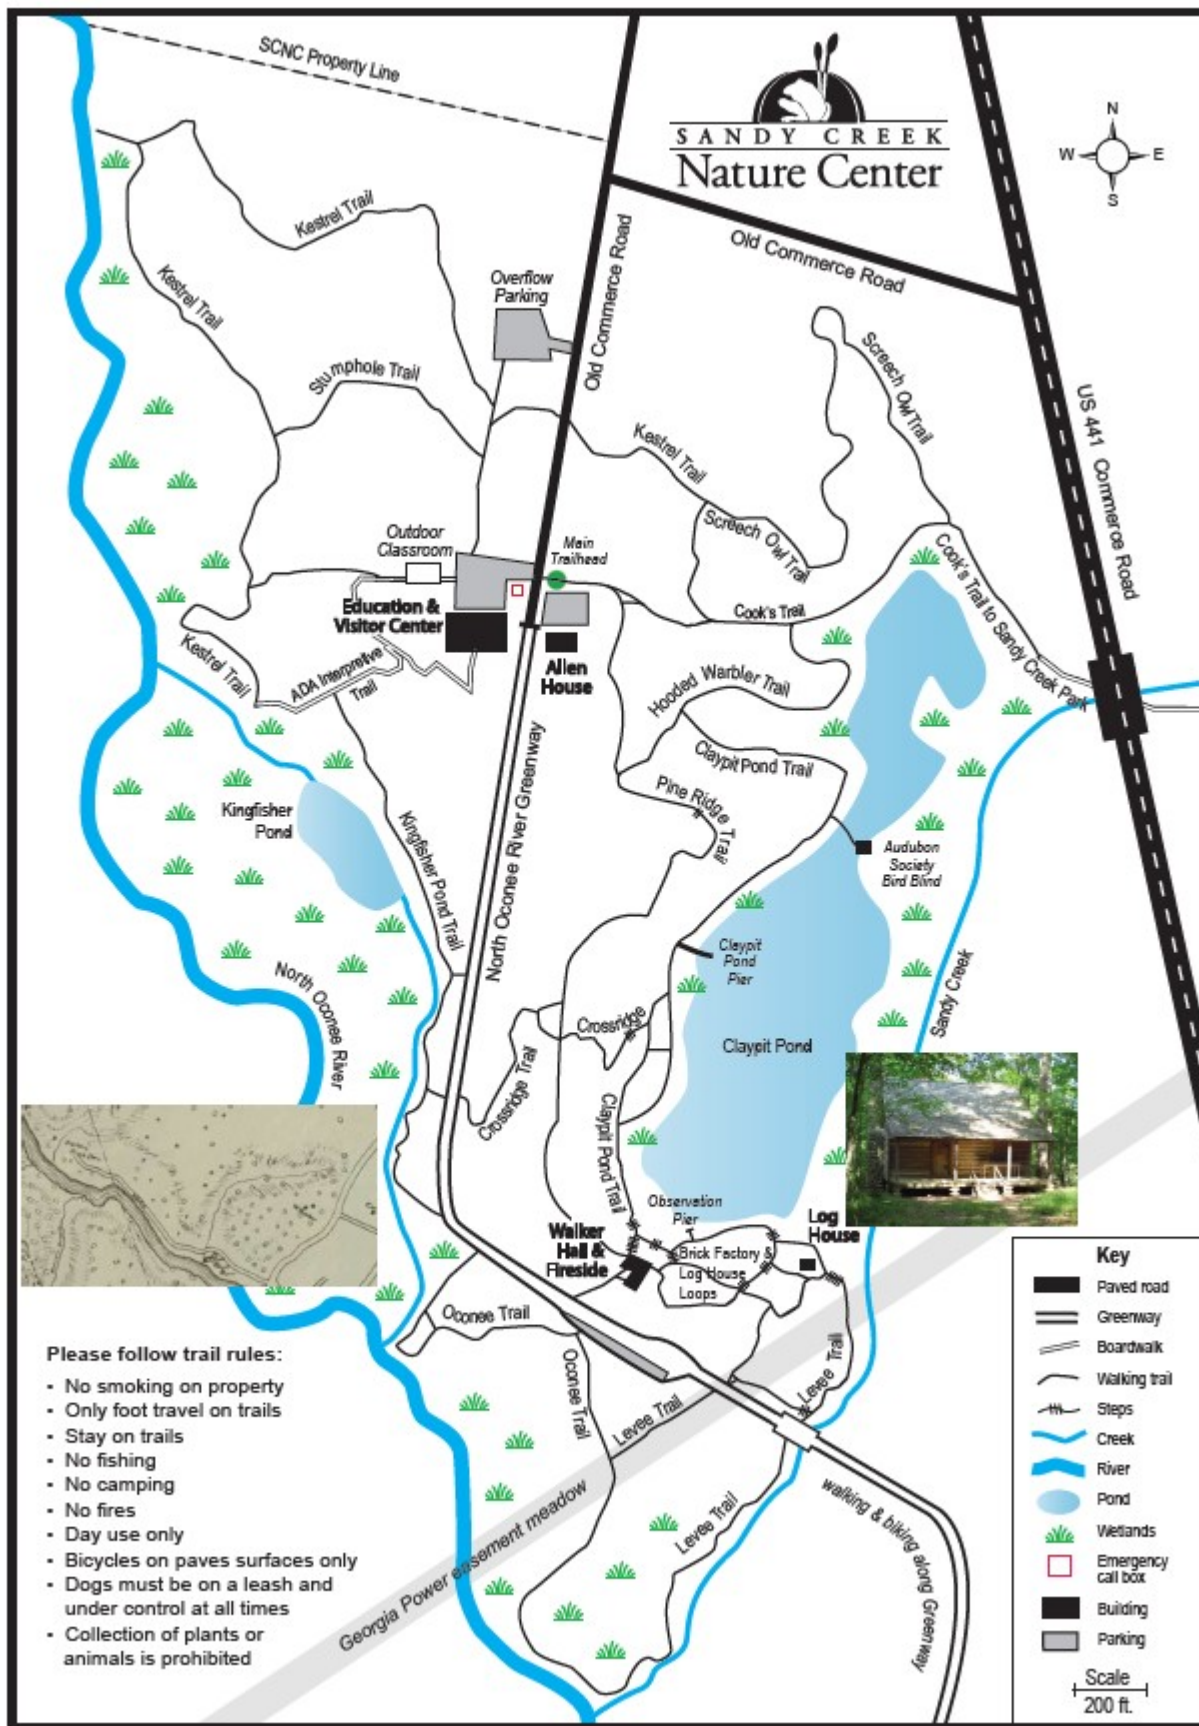 SCNC Property Line
SANDY CREEK
Nature Center
N
W
E
S
Kestrel Trail
Old Commerce Road
Overflow
Parking
Old Commerce Road
Kestrel Trail
Stumphole Trail
Screech Owl Trail
US 441 Commerce Road
Kestrel Trail
Outdoor
Classroom
Main
Trailhead
Screech Owl Trail
Cook's Trail to Sandy Creek Park
Education &
Visitor Center
Cook's Trail
Kestrel Trail
ADA Interpretive
Trail
Allen
House
Hooded Warbler Trail
Claypit Pond Trail
Pine Ridge Trail
Kingfisher
Pond
Kingfisher Pond Trail
North Oconee River Greenway
Audubon
Society
Bird Blind
Claypit
Pond
Pier
North Oconee River
Sandy Creek
Crossridge
Claypit Pond
Crossridge Trail
Claypit Pond Trail
Observation
Pier
Walker
Hall &
Fireside
Log
House
Brick Factory &
Log House
Loops
Oconee Trail
Oconee Trail
Levee Trail
Levee Trail
Levee Trail
Georgia Power easement meadow
walking & biking along Greenway
Please follow trail rules:
- No smoking on property
- Only foot travel on trails
- Stay on trails
- No fishing
- No camping
- No fires
- Day use only
- Bicycles on paves surfaces only
- Dogs must be on a leash and
under control at all times
- Collection of plants or
animals is prohibited
Key
Paved road
Greenway
Boardwalk
Walking trail
Steps
Creek
River
Pond
Wetlands
Emergency
call box
Building
Parking
Scale
200 ft.